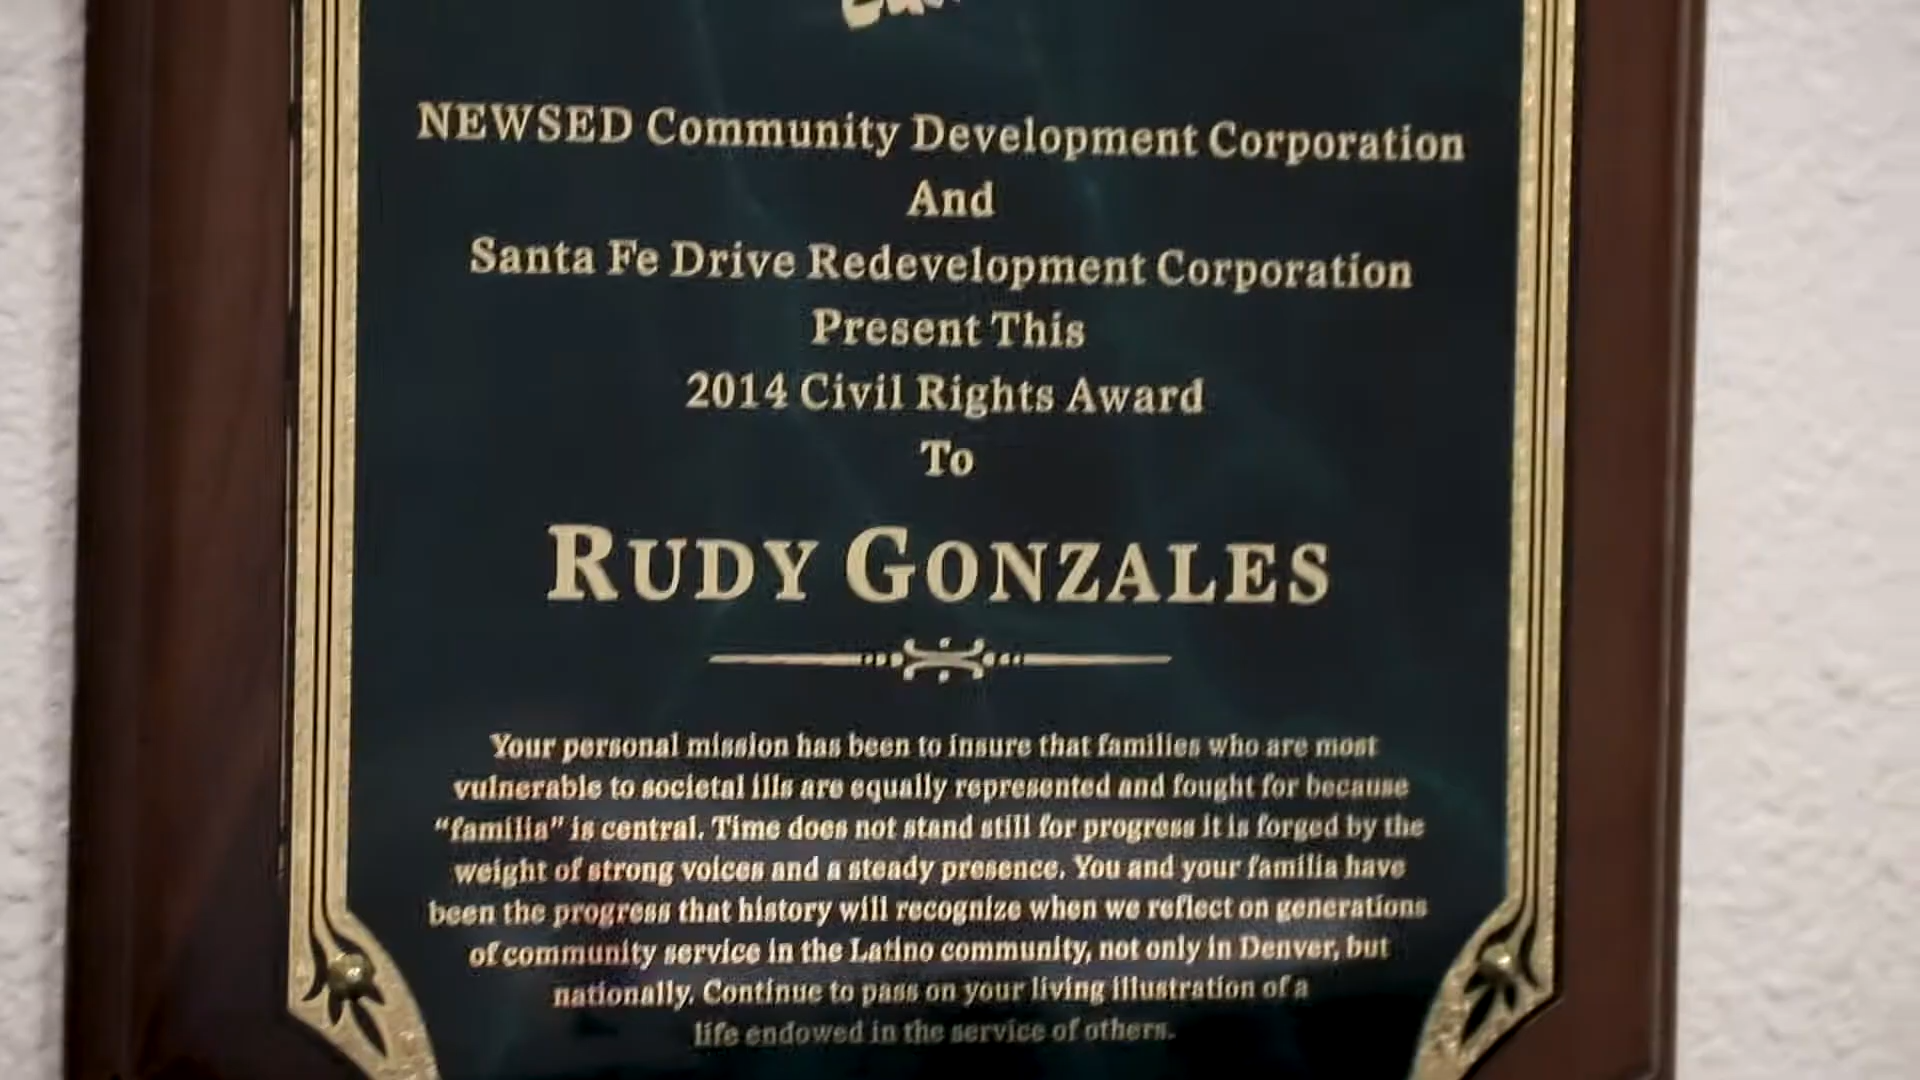 NEWSED Community Development Corporation
And
Santa Fe Drive Redevelopment Corporation
Present This
2014 Civil Rights Award
To
RUDY GONZALES
Your personal mission has been to insure that families who are most
vulnerable to societal ills are equally represented and fought for because
“familia” is central. Time does not stand still for progress it is forged by the
weight of strong voices and a steady presence. You and your familia have
been the progress that history will recognize when we reflect on generations
of community service in the Latino community, not only in Denver, but
nationally. Continue to pass on your living illustration of a
life endowed in the service of others.